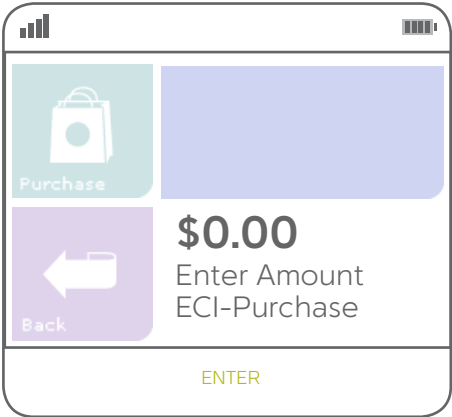 Purchase
Back
$0.00
Enter Amount
ECI-Purchase
ENTER